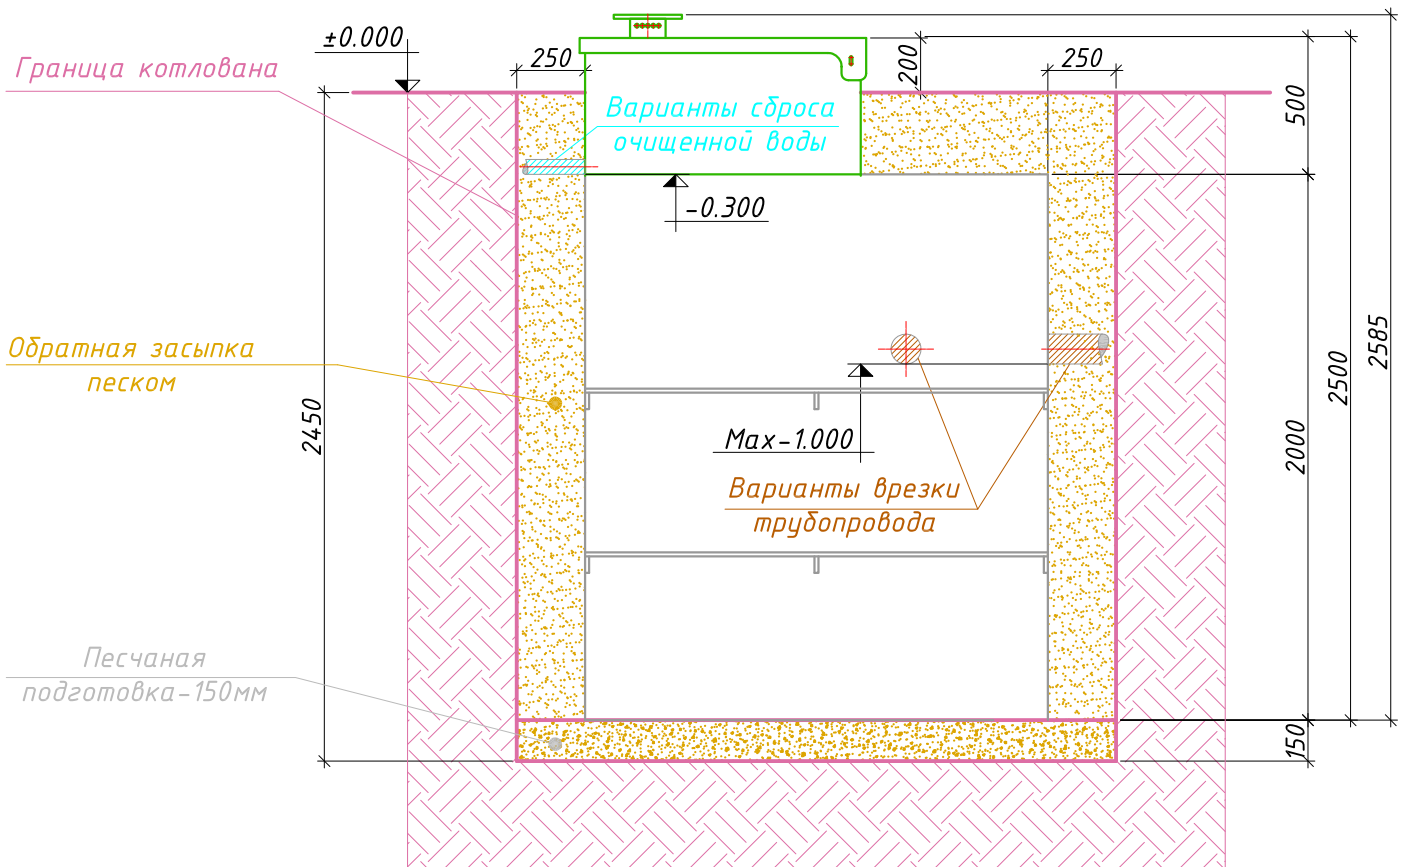 ±0.000
Граница котлована
250
200
250
500
Варианты сброса
очищенной воды
-0.300
2585
2500
Обратная засыпка
песком
2450
2000
Max-1.000
Варианты врезки
трубопровода
Песчаная
подготовка-150мм
150